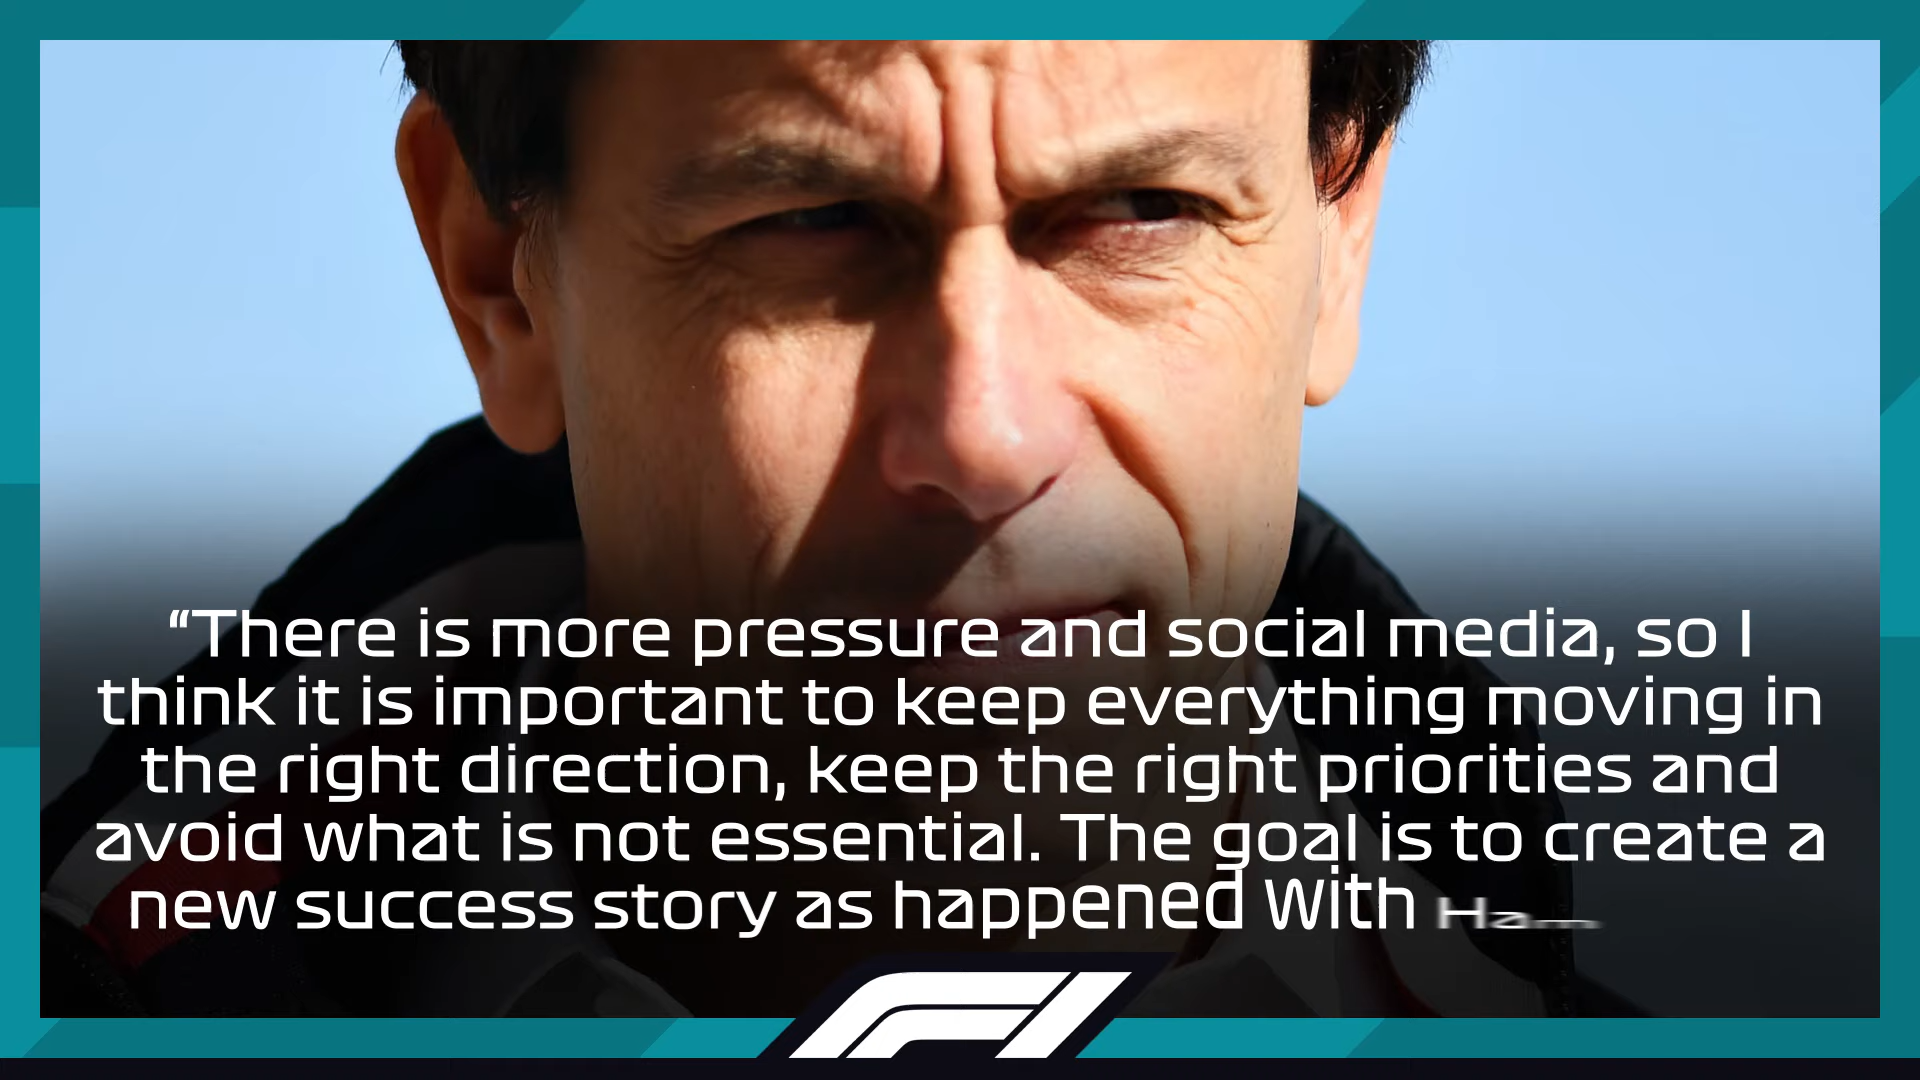 “There is more pressure and social media, so I
think it is important to keep everything moving in
the right direction, keep the right priorities and
avoid what is not essential. The goal is to create a
new success story as happened with
F1